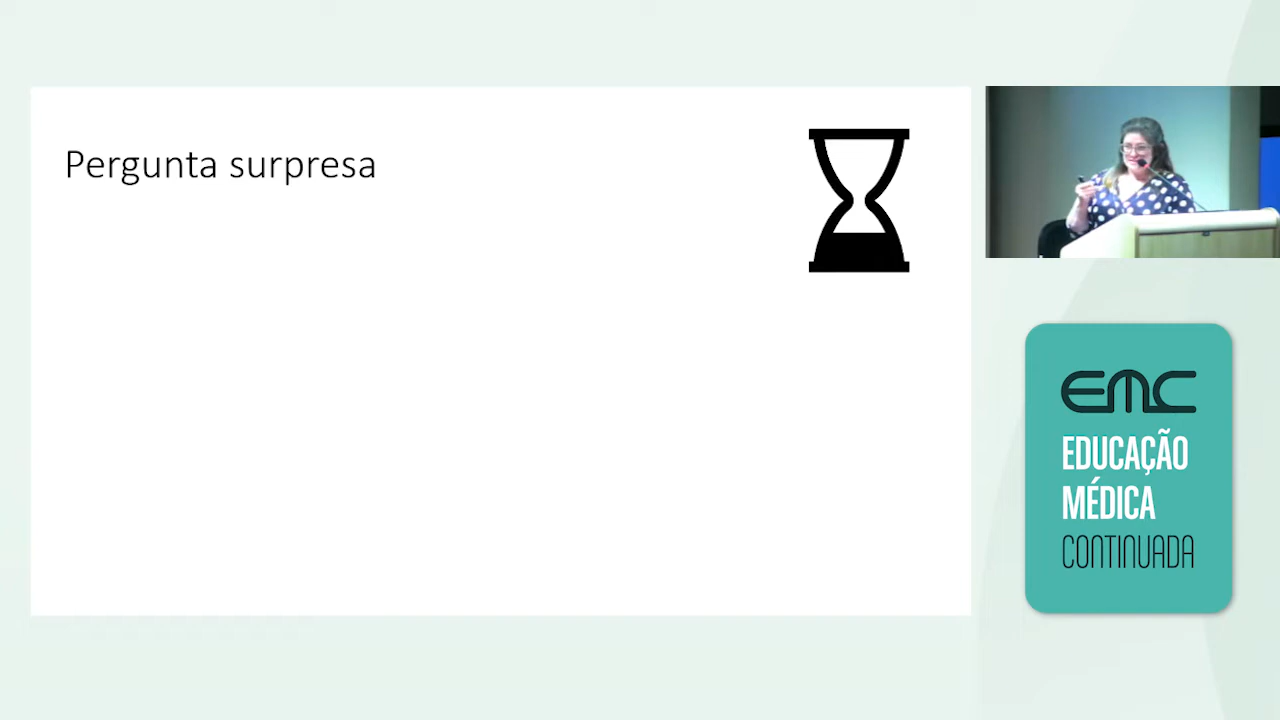 Pergunta surpresa
EMC
EDUCAÇÃO
MÉDICA
CONTINUADA